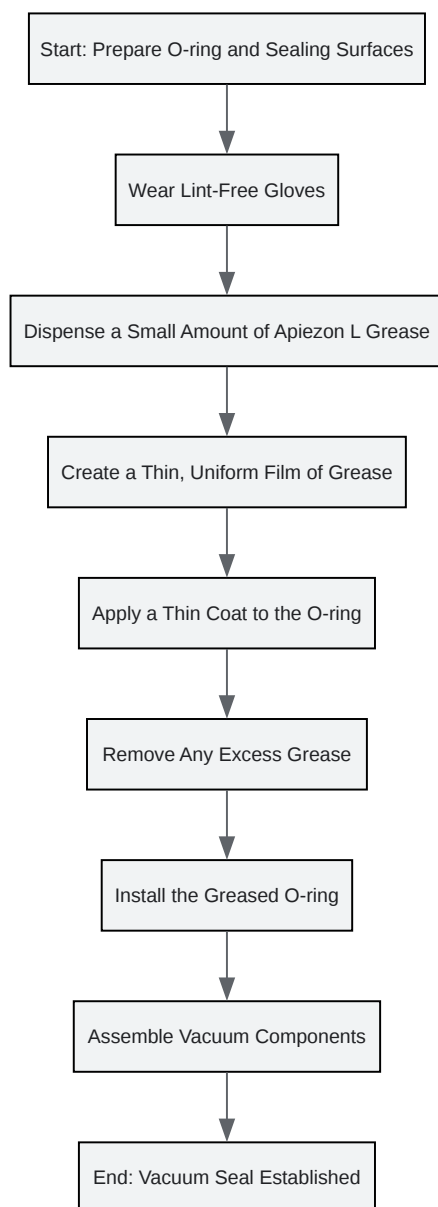 Start: Prepare O-ring and Sealing Surfaces
Wear Lint-Free Gloves
Dispense a Small Amount of Apiezon L Grease
Create a Thin, Uniform Film of Grease
Apply a Thin Coat to the O-ring
Remove Any Excess Grease
Install the Greased O-ring
Assemble Vacuum Components
End: Vacuum Seal Established